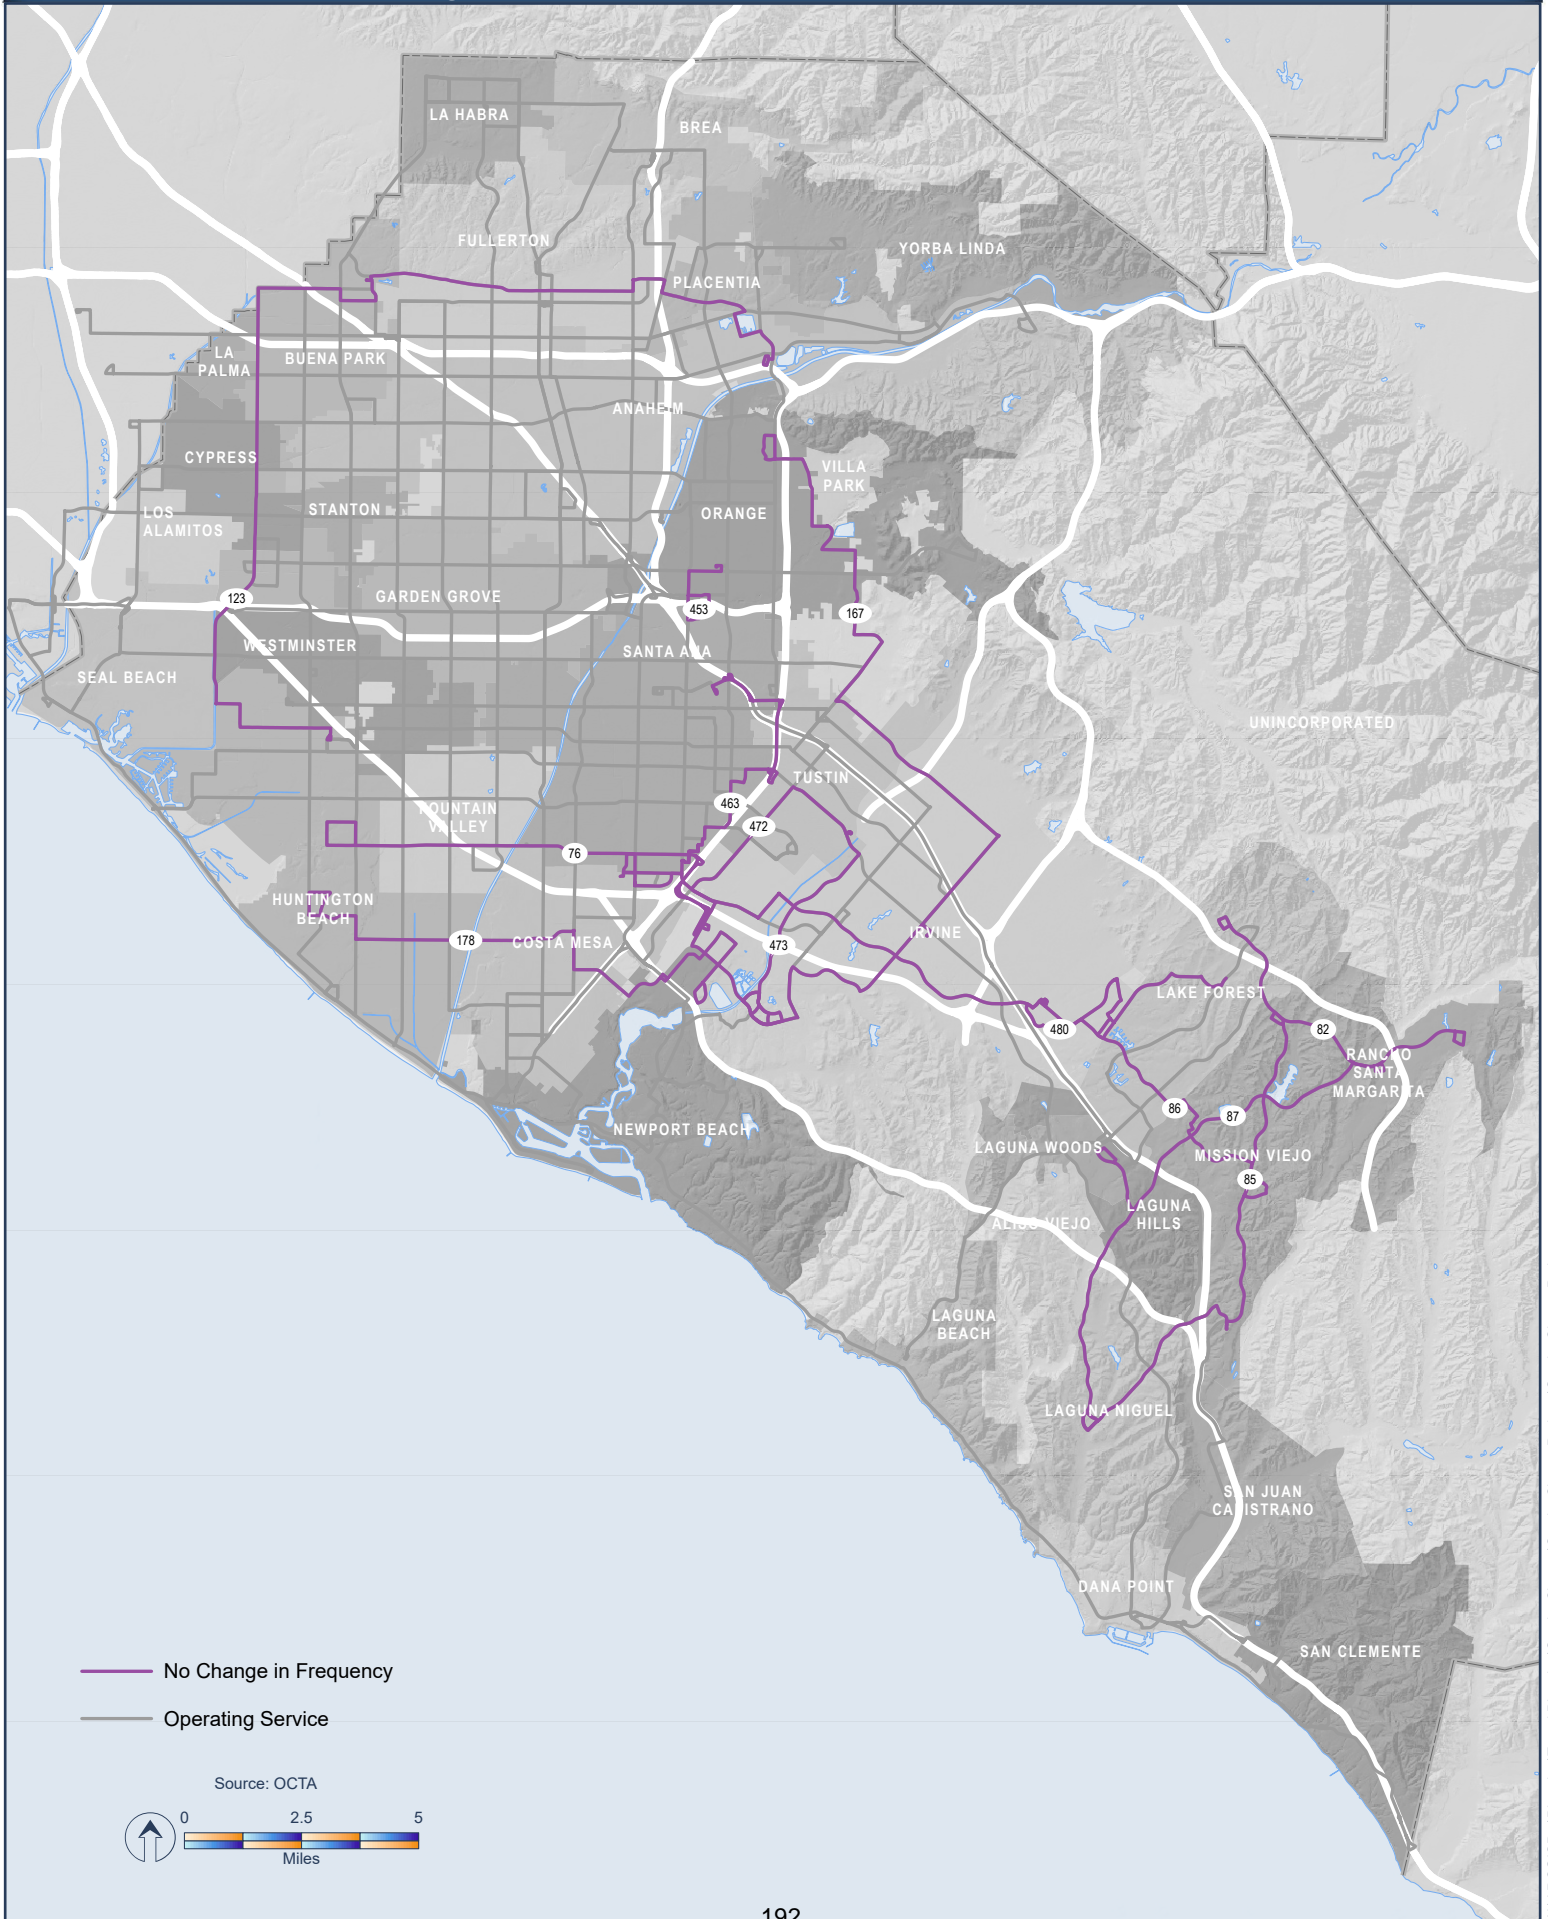 LA HABRA
BREA
FULLERTON
YORBA LINDA
PLACENTIA
LA
PALMA
BUENA PARK
ANAHEIM
CYPRESS
VILLA
PARK
STANTON
ORANGE
LOS
ALAMITOS
123
GARDEN GROVE
453
167
WESTMINSTER
SANTA ANA
SEAL BEACH
UNINCORPORATED
TUSTIN
463
FOUNTAIN
VALLEY
472
76
HUNTINGTON
BEACH
178
COSTA MESA
473
IRVINE
LAKE FOREST
480
82
RANCHO
SANTA
MARGARITA
86
87
NEWPORT BEACH
LAGUNA WOODS
MISSION VIEJO
85
LAGUNA
HILLS
ALISO VIEJO
LAGUNA
BEACH
LAGUNA NIGUEL
SAN JUAN
CAPISTRANO
DANA POINT
SAN CLEMENTE
No Change in Frequency
Operating Service
Source: OCTA
0 2.5 5
Miles
192